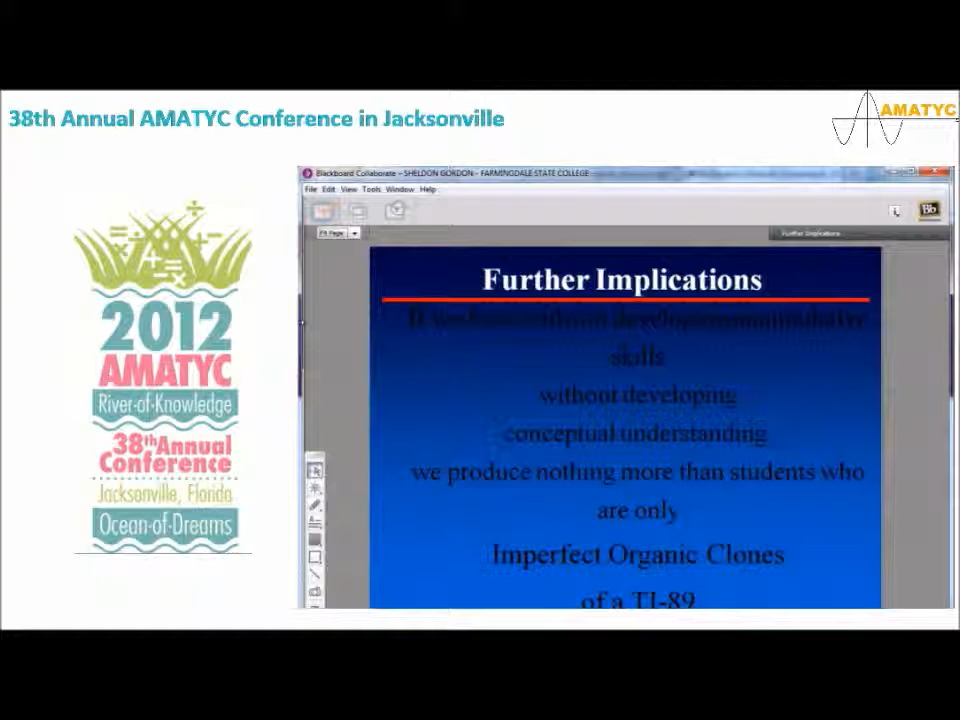 38th Annual AMATYC Conference in Jacksonville
AMATYC
Blackboard Collaborate – SHELDON GORDON - FARMINGDALE STATE COLLEGE
File Edit View Tools Window Help
Bb
Further Implications
Further Implications
skills
without developing
conceptual understanding
we produce nothing more than students who
are only
Imperfect Organic Clones
of a TI-89
2012
AMATYC
River-of-Knowledge
38th Annual
Conference
Jacksonville, Florida
Ocean-of-Dreams